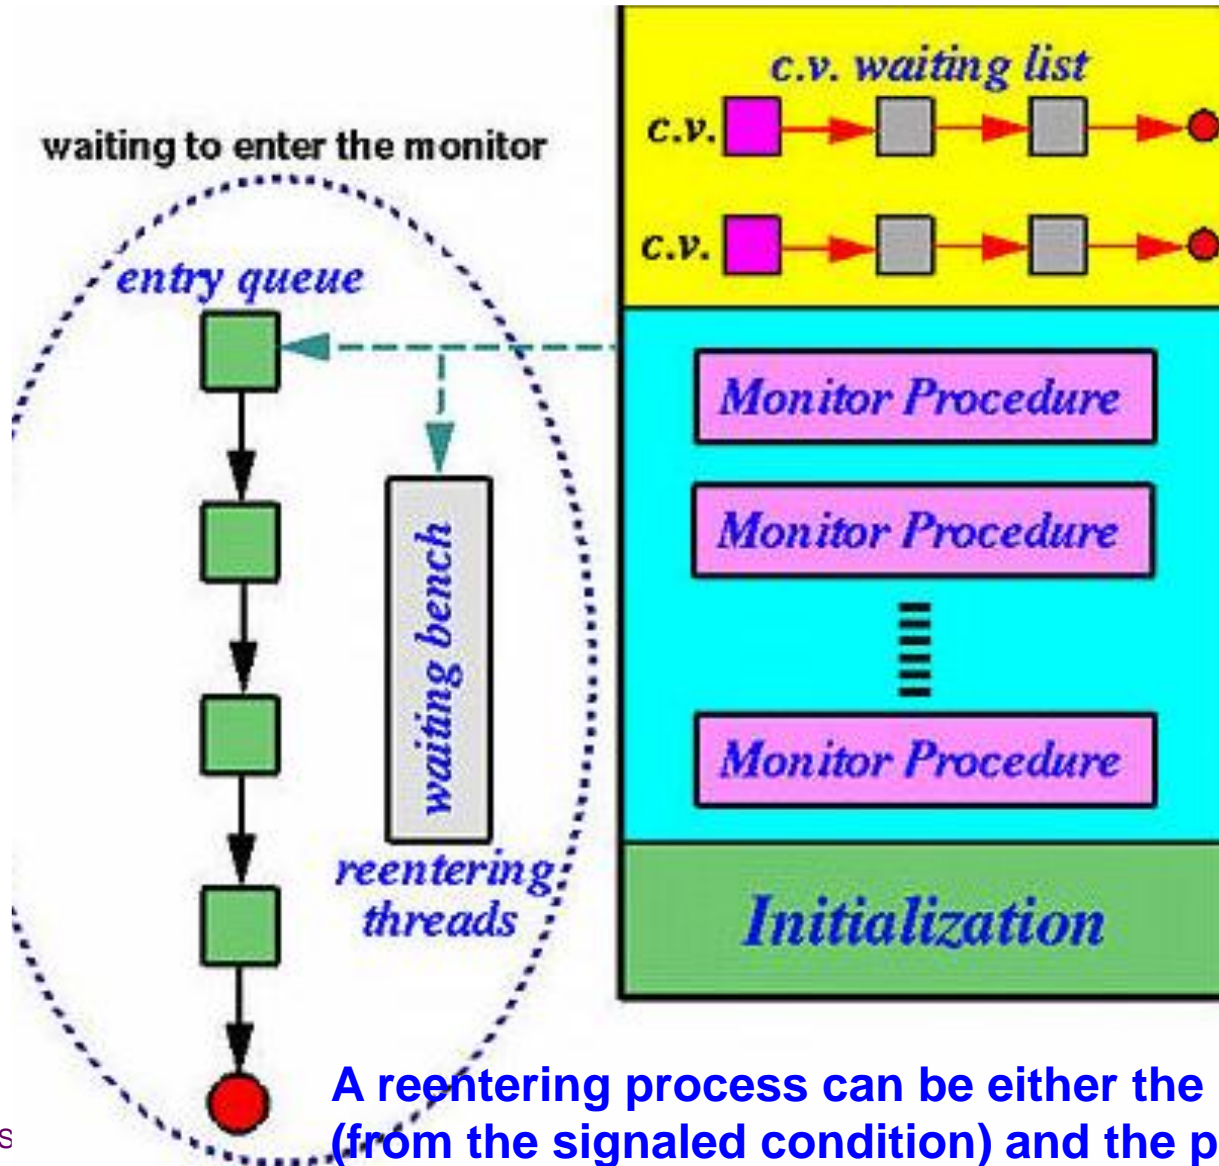 waiting to enter the monitor
entry queue
waiting bench
reentering
threads
c.v. waiting list
c.v.
c.v.
Monitor Procedure
Monitor Procedure
Monitor Procedure
Initialization
A reentering process can be either the
(from the signaled condition) and the p
s